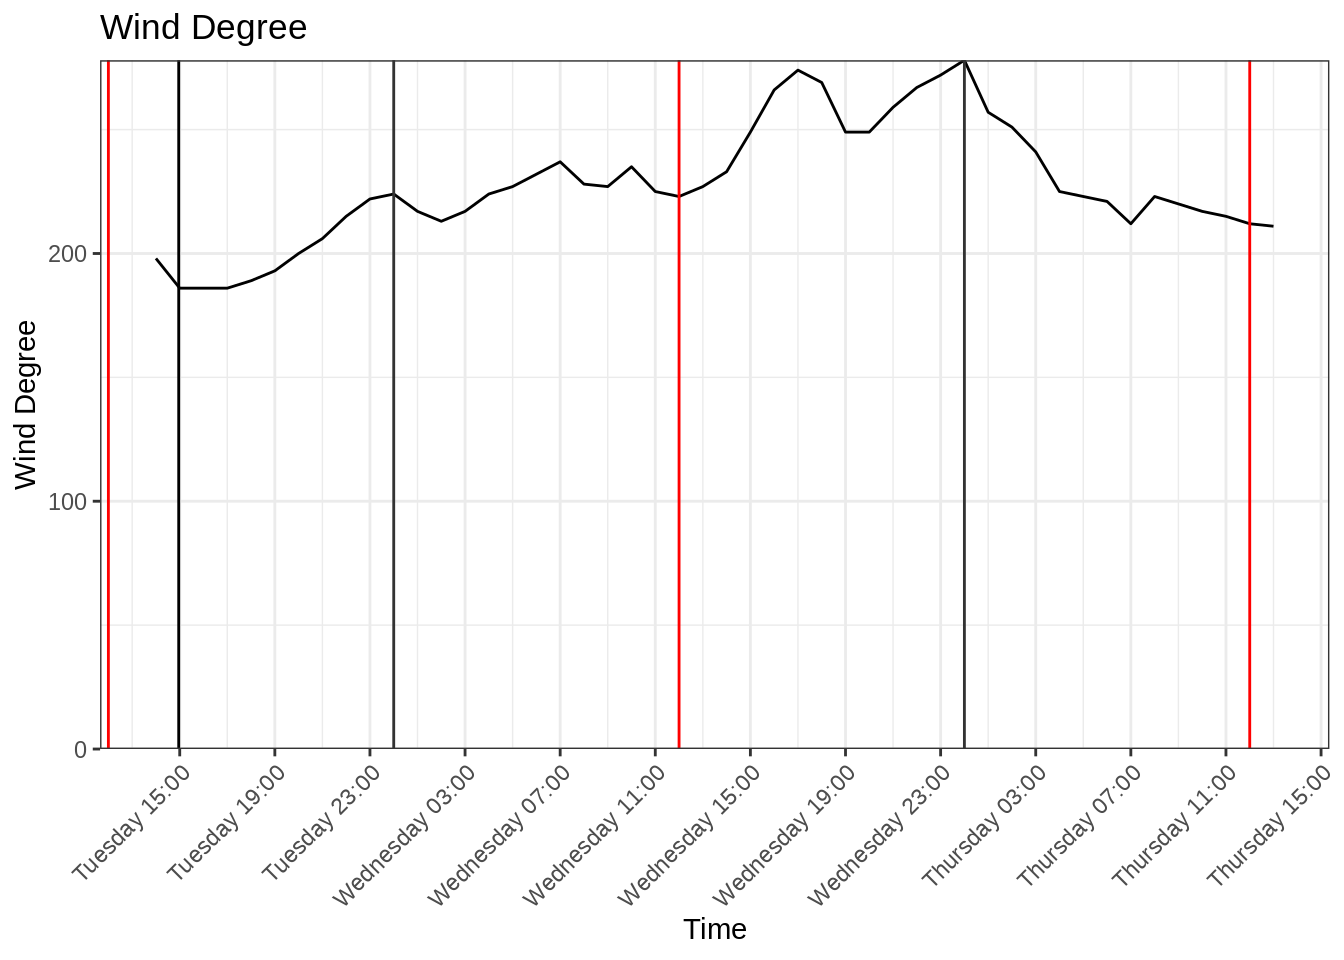 Wind Degree
Wind Degree
200
100
0
Tuesday 15:00
Tuesday 19:00
Tuesday 23:00
Wednesday 03:00
Wednesday 07:00
Wednesday 11:00
Wednesday 15:00
Wednesday 19:00
Wednesday 23:00
Thursday 03:00
Thursday 07:00
Thursday 11:00
Thursday 15:00
Time